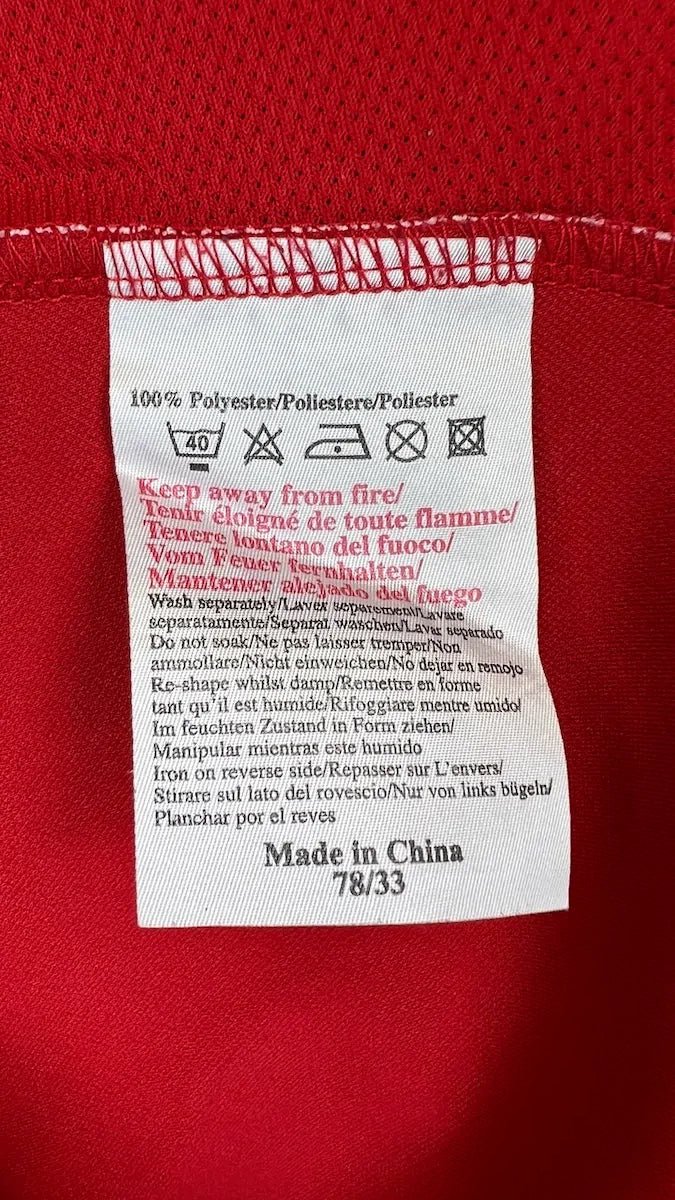 100% Polyester/Poliestere/Poliester
40
Keep away from fire/
Tenir éloigné de toute flamme/
Tenere lontano del fuoco/
Vom Feuer fernhalten/
Mantener alejado del fuego
Wash separately/Laver separement/Lavare
separatamente/Separat waschen/Lavar separado
Do not soak/Ne pas laisser tremper/Non
ammollare/Nicht einweichen/No dejar en remojo
Re-shape whilst damp/Remettre en forme
tant qu'il est humide/Rifoggiare mentre umido/
Im feuchten Zustand in Form ziehen/
Manipular mientras este humido
Iron on reverse side/Repasser sur L'envers/
Stirare sul lato del rovescio/Nur von links bügeln/
Planchar por el reves
Made in China
78/33